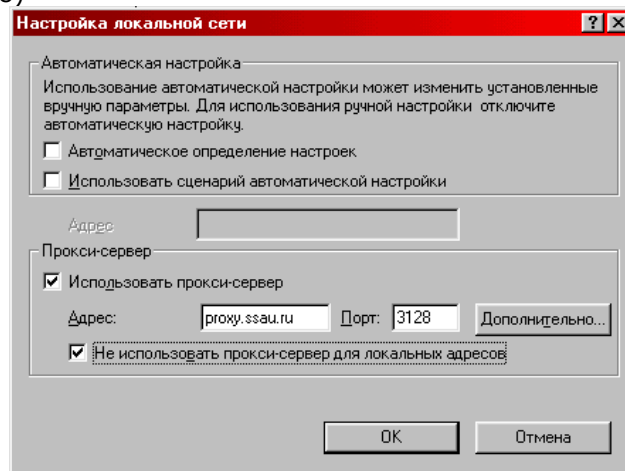 Настройка локальной сети
Автоматическая настройка
Использование автоматической настройки может изменить установленные
вручную параметры. Для использования ручной настройки отключите
автоматическую настройку.
Автоматическое определение настроек
Использовать сценарий автоматической настройки
Адрес
Прокси-сервер
Использовать прокси-сервер
Адрес: proxy.ssau.ru Порт: 3128 Дополнительно...
Не использовать прокси-сервер для локальных адресов
OK Отмена